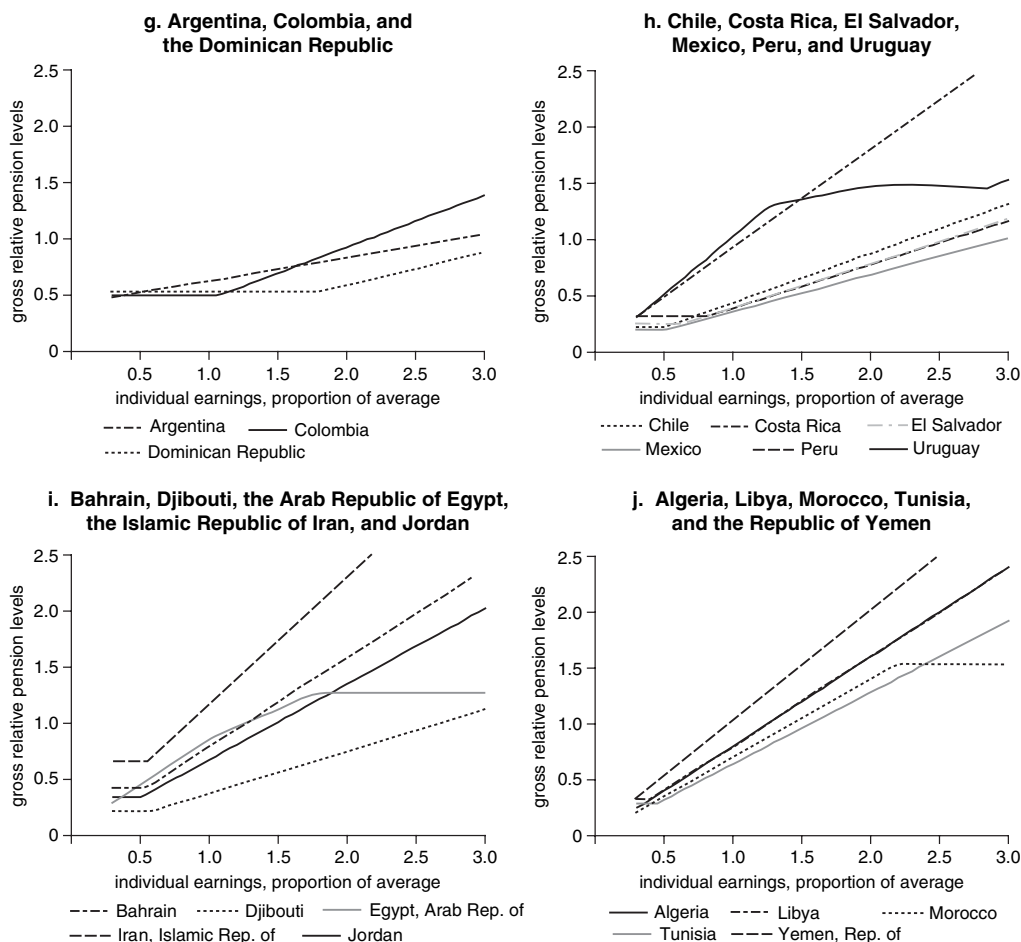 g. Argentina, Colombia, and
the Dominican Republic
gross relative pension levels
2.5
2.0
1.5
1.0
0.5
0
0.5 1.0 1.5 2.0 2.5 3.0
individual earnings, proportion of average
Argentina Colombia
Dominican Republic
h. Chile, Costa Rica, El Salvador,
Mexico, Peru, and Uruguay
gross relative pension levels
2.5
2.0
1.5
1.0
0.5
0
0.5 1.0 1.5 2.0 2.5 3.0
individual earnings, proportion of average
Chile Costa Rica El Salvador
Mexico Peru Uruguay
i. Bahrain, Djibouti, the Arab Republic of Egypt,
the Islamic Republic of Iran, and Jordan
gross relative pension levels
2.5
2.0
1.5
1.0
0.5
0
0.5 1.0 1.5 2.0 2.5 3.0
individual earnings, proportion of average
Bahrain Djibouti Egypt, Arab Rep. of
Iran, Islamic Rep. of Jordan
j. Algeria, Libya, Morocco, Tunisia,
and the Republic of Yemen
gross relative pension levels
2.5
2.0
1.5
1.0
0.5
0
0.5 1.0 1.5 2.0 2.5 3.0
individual earnings, proportion of average
Algeria Libya Morocco
Tunisia Yemen, Rep. of